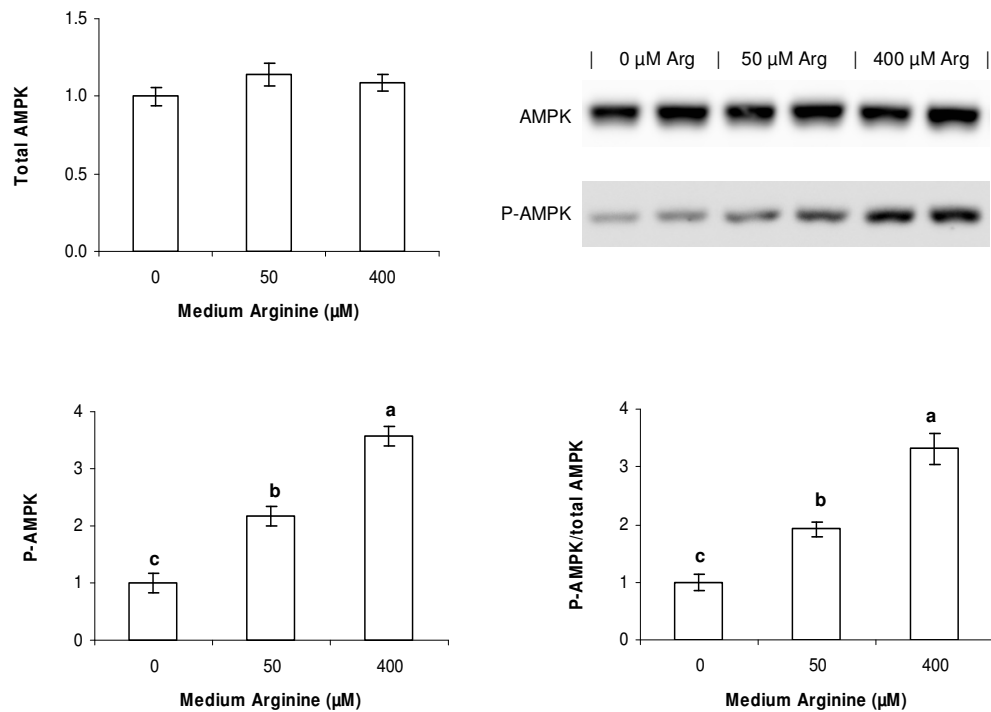 1.5
1.0
0.5
0.0
Total AMPK
0 50 400
Medium Arginine (µM)
| 0 µM Arg | 50 µM Arg | 400 µM Arg |
AMPK
P-AMPK
4
3
2
1
0
P-AMPK
c b a
0 50 400
Medium Arginine (µM)
4
3
2
1
0
P-AMPK/total AMPK
c b a
0 50 400
Medium Arginine (µM)